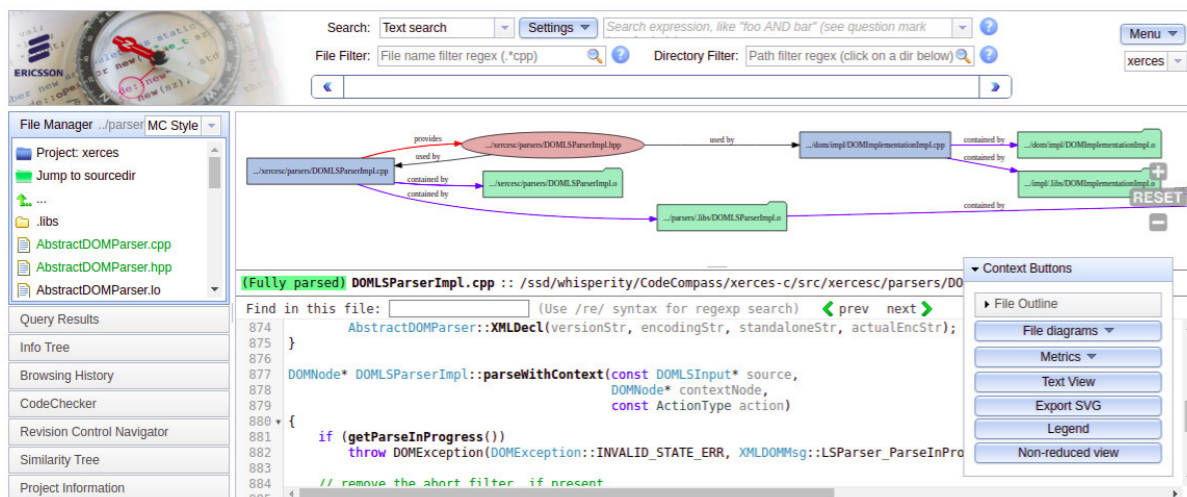 Search: Text search Settings Search expression, like "foo AND bar" (see question mark
ERICSSON
File Filter: File name filter regex (.*cpp) Directory Filter: Path filter regex (click on a dir below)
Menu
xerces
File Manager ../parser MC Style
Project: xerces
Jump to sourcedir
...
.libs
AbstractDOMParser.cpp
AbstractDOMParser.hpp
AbstractDOMParser.lo
Query Results
Info Tree
Browsing History
CodeChecker
Revision Control Navigator
Similarity Tree
Project Information
provides
.../xercesc/parsers/DOMLSParserImpl.hpp
used by
.../dom/impl/DOMImplementationImpl.cpp
contained by
.../dom/impl/DOMImplementationImpl.o
used by
contained by
.../xercesc/parsers/DOMLSParserImpl.cpp
contained by
.../xercesc/parsers/DOMLSParserImpl.o
.../impl/.libs/DOMImplementationImpl.o
contained by
RESET
.../parsers/.libs/DOMLSParserImpl.o
contained by
(Fully parsed) DOMLSParserImpl.cpp :: /ssd/whisperity/CodeCompass/xerces-c/src/xercesc/parsers/DO
Find in this file: (Use /re/ syntax for regexp search) prev next
874 AbstractDOMParser::XMLDecl(versionStr, encodingStr, standaloneStr, actualEncStr);
875 }
876
877 DOMNode* DOMLSParserImpl::parseWithContext(const DOMLSInput* source,
878 DOMNode* contextNode,
879 const ActionType action)
880 {
881 if (getParseInProgress())
882 throw DOMException(DOMException::INVALID_STATE_ERR, XMLDOMMsg::LSParser_ParseInPro
883
884 // remove the abort filter, if present
Context Buttons
File Outline
File diagrams
Metrics
Text View
Export SVG
Legend
Non-reduced view